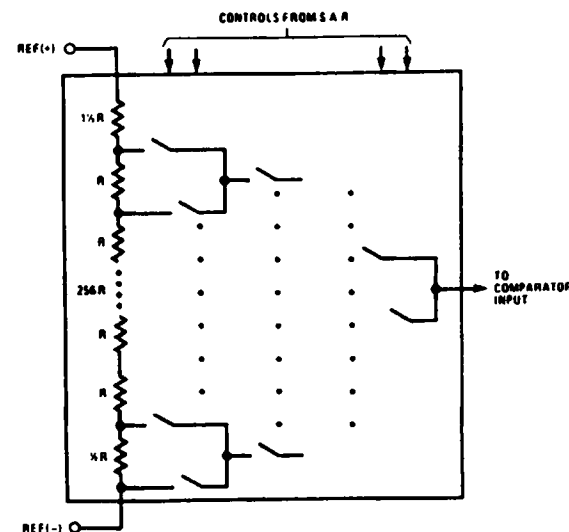 CONTROLS FROM S A R
REF(+)
1½R
R
R
R
256R
R
R
½R
TO
COMPARATOR
INPUT
REF(−)